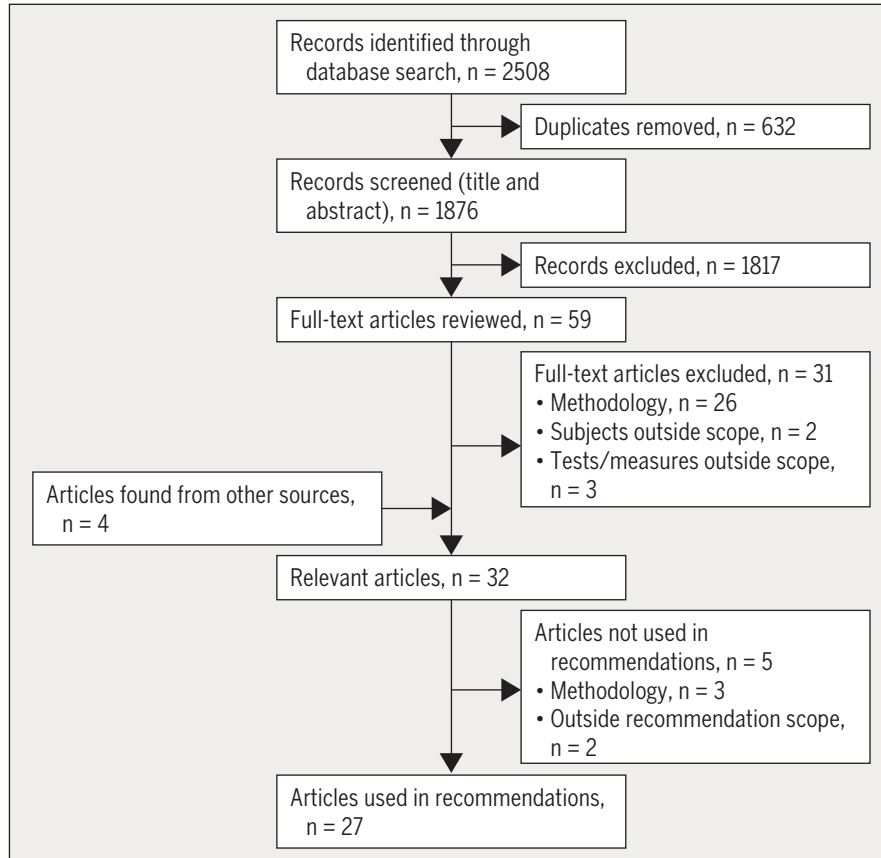 Records identified through
database search, n = 2508
Duplicates removed, n = 632
Records screened (title and
abstract), n = 1876
Records excluded, n = 1817
Full-text articles reviewed, n = 59
Full-text articles excluded, n = 31
• Methodology, n = 26
• Subjects outside scope, n = 2
• Tests/measures outside scope,
n = 3
Articles found from other sources,
n = 4
Relevant articles, n = 32
Articles not used in
recommendations, n = 5
• Methodology, n = 3
• Outside recommendation scope,
n = 2
Articles used in recommendations,
n = 27